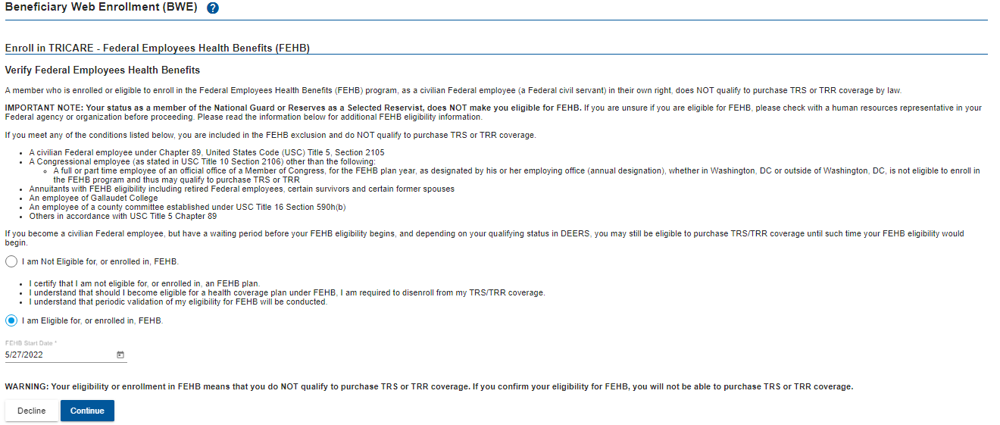 Beneficiary Web Enrollment (BWE) ?
Enroll in TRICARE - Federal Employees Health Benefits (FEHB)
Verify Federal Employees Health Benefits
A member who is enrolled or eligible to enroll in the Federal Employees Health Benefits (FEHB) program, as a civilian Federal employee (a Federal civil servant) in their own right, does NOT qualify to purchase TRS or TRR coverage by law.
IMPORTANT NOTE: Your status as a member of the National Guard or Reserves as a Selected Reservist, does NOT make you eligible for FEHB. If you are unsure if you are eligible for FEHB, please check with a human resources representative in your
Federal agency or organization before proceeding. Please read the information below for additional FEHB eligibility information.
If you meet any of the conditions listed below, you are included in the FEHB exclusion and do NOT qualify to purchase TRS or TRR coverage.
• A civilian Federal employee under Chapter 89, United States Code (USC) Title 5, Section 2105
• A Congressional employee (as stated in USC Title 10 Section 2106) other than the following:
◦ A full or part time employee of an official office of a Member of Congress, for the FEHB plan year, as designated by his or her employing office (annual designation), whether in Washington, DC or outside of Washington, DC, is not eligible to enroll in
the FEHB program and thus may qualify to purchase TRS or TRR
• Annuitants with FEHB eligibility including retired Federal employees, certain survivors and certain former spouses
• An employee of Gallaudet College
• An employee of a county committee established under USC Title 16 Section 590h(b)
• Others in accordance with USC Title 5 Chapter 89
If you become a civilian Federal employee, but have a waiting period before your FEHB eligibility begins, and depending on your qualifying status in DEERS, you may still be eligible to purchase TRS/TRR coverage until such time your FEHB eligibility would
begin.
I am Not Eligible for, or enrolled in, FEHB.
• I certify that I am not eligible for, or enrolled in, an FEHB plan.
• I understand that should I become eligible for a health coverage plan under FEHB, I am required to disenroll from my TRS/TRR coverage.
• I understand that periodic validation of my eligibility for FEHB will be conducted.
I am Eligible for, or enrolled in, FEHB.
FEHB Start Date *
5/27/2022
WARNING: Your eligibility or enrollment in FEHB means that you do NOT qualify to purchase TRS or TRR coverage. If you confirm your eligibility for FEHB, you will not be able to purchase TRS or TRR coverage.
Decline Continue